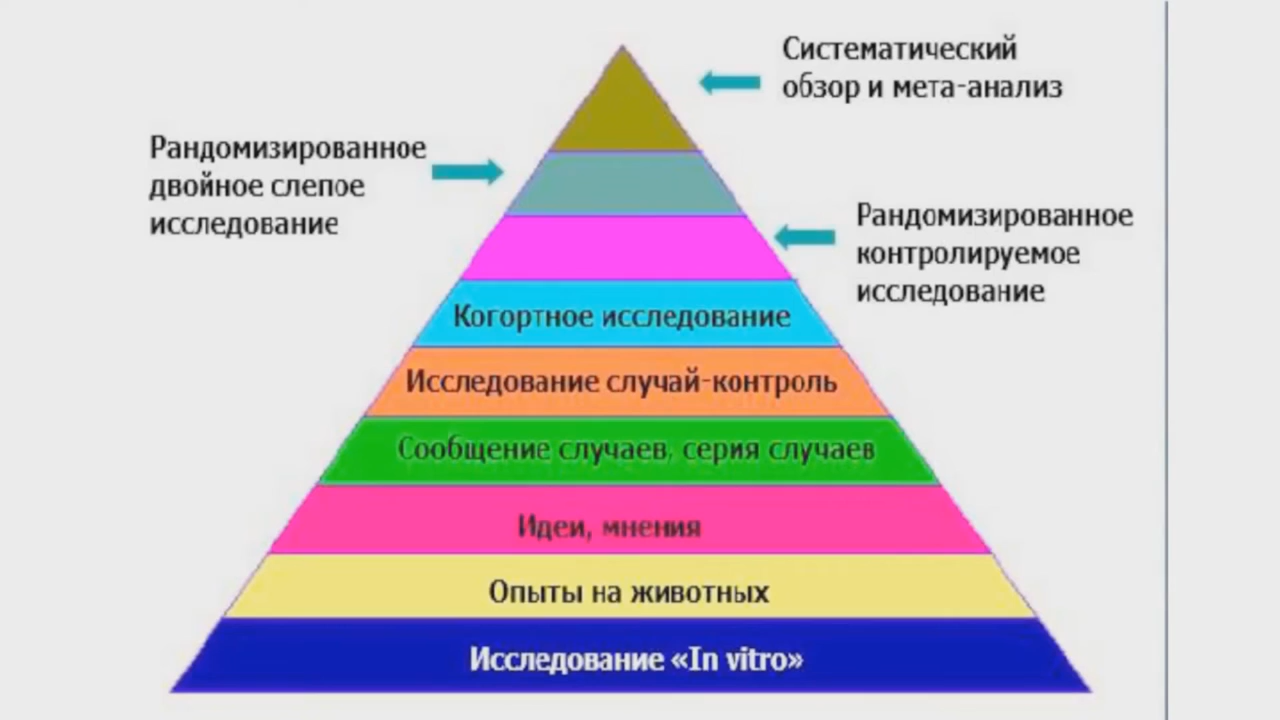 Систематический
обзор и мета-анализ
Рандомизированное
двойное слепое
исследование
Рандомизированное
контролируемое
исследование
Когортное исследование
Исследование случай-контроль
Сообщение случаев, серия случаев
Идеи, мнения
Опыты на животных
Исследование «In vitro»